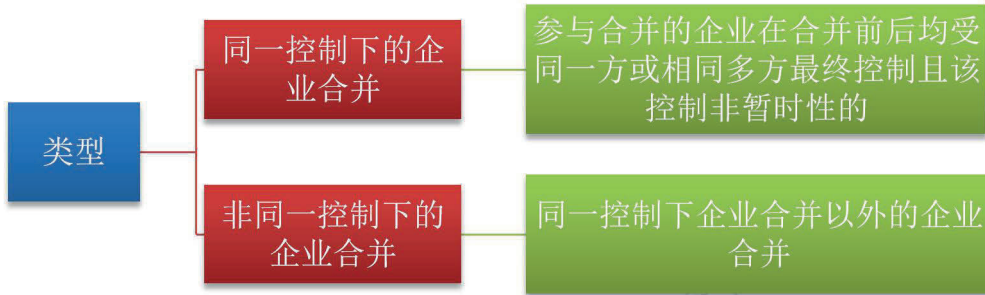 类型
同一控制下的企
业合并
参与合并的企业在合并前后均受
同一方或相同多方最终控制且该
控制非暂时性的
非同一控制下的
企业合并
同一控制下企业合并以外的企业
合并